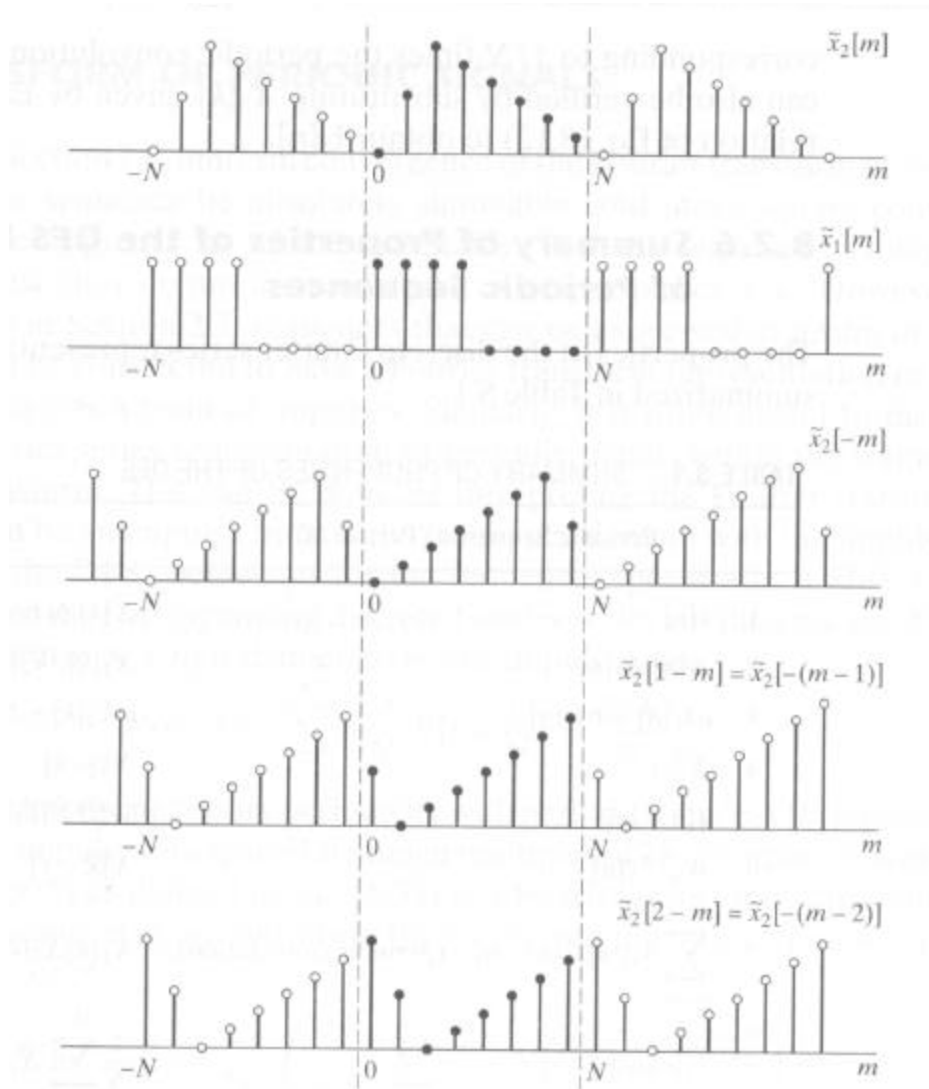 x̃₂[m]
−N 0 N m
x̃₁[m]
−N 0 N m
x̃₂[−m]
−N 0 N m
x̃₂[1 − m] = x̃₂[−(m − 1)]
−N 0 N m
x̃₂[2 − m] = x̃₂[−(m − 2)]
−N 0 N m